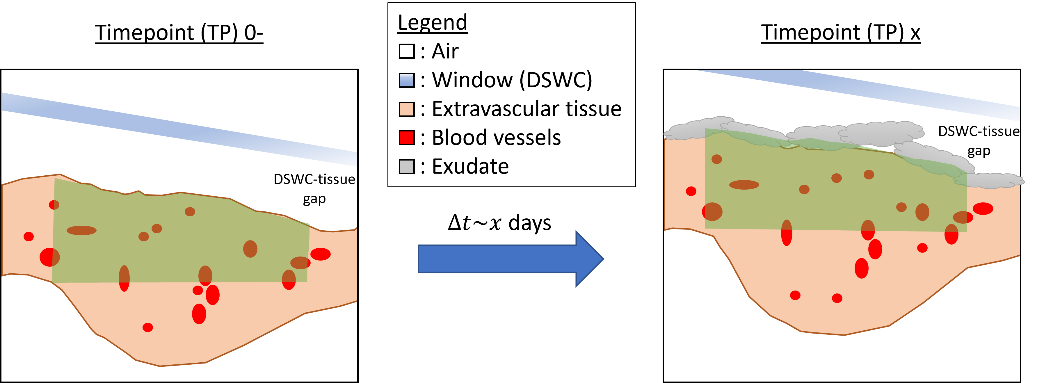 Timepoint (TP) 0-
Legend
: Air
: Window (DSWC)
: Extravascular tissue
: Blood vessels
: Exudate
Timepoint (TP) x
DSWC-tissue
gap
Δt~x days
DSWC-tissue
gap